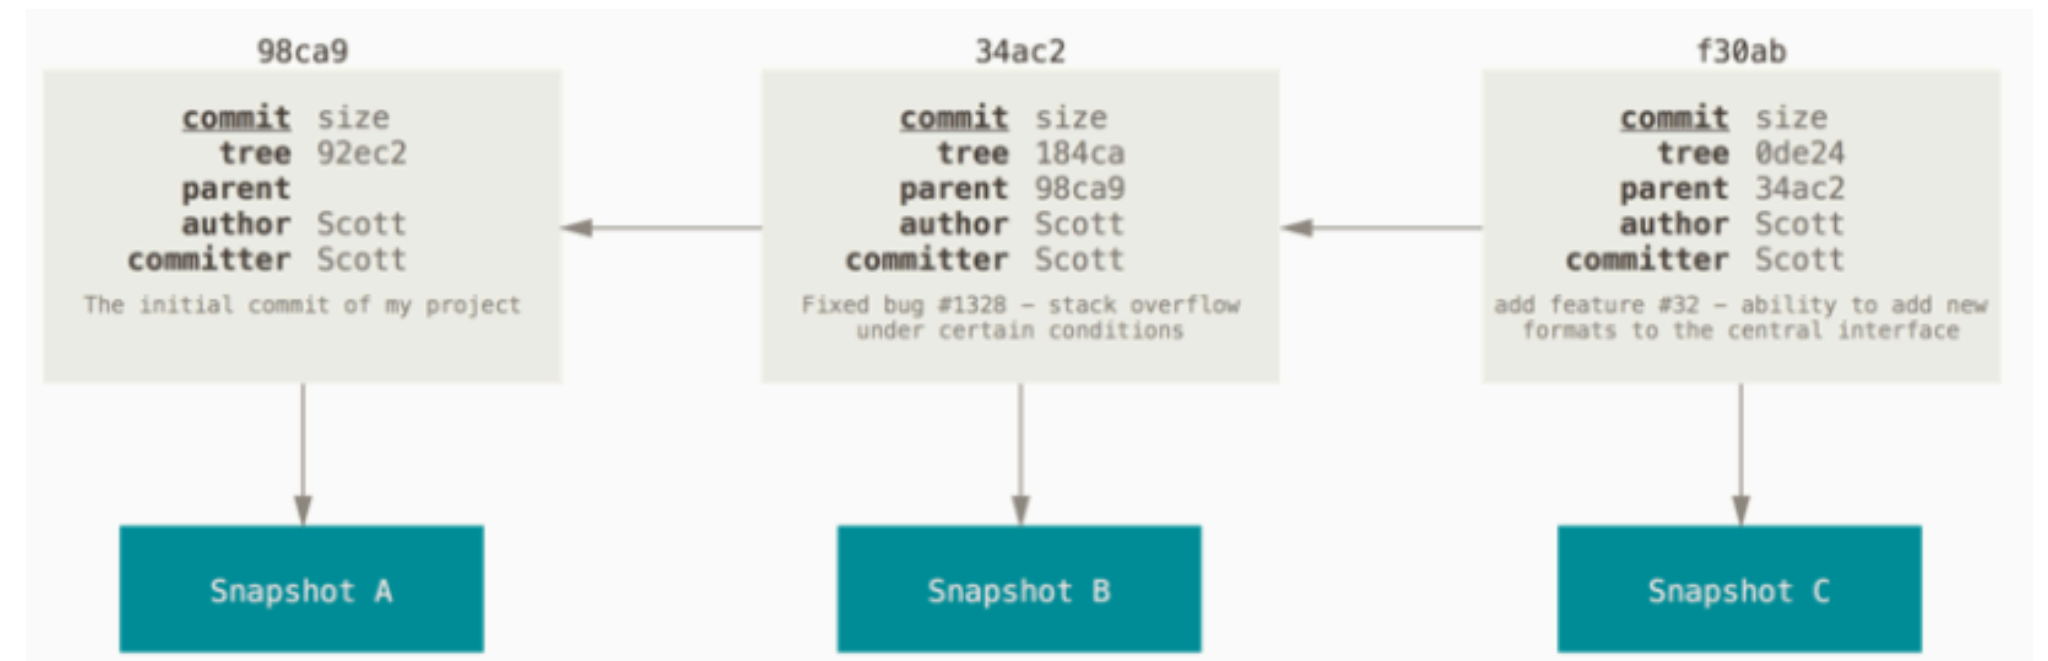 98ca9
commit size
tree 92ec2
parent
author Scott
committer Scott
The initial commit of my project
Snapshot A
34ac2
commit size
tree 184ca
parent 98ca9
author Scott
committer Scott
Fixed bug #1328 – stack overflow
under certain conditions
Snapshot B
f30ab
commit size
tree 0de24
parent 34ac2
author Scott
committer Scott
add feature #32 – ability to add new
formats to the central interface
Snapshot C